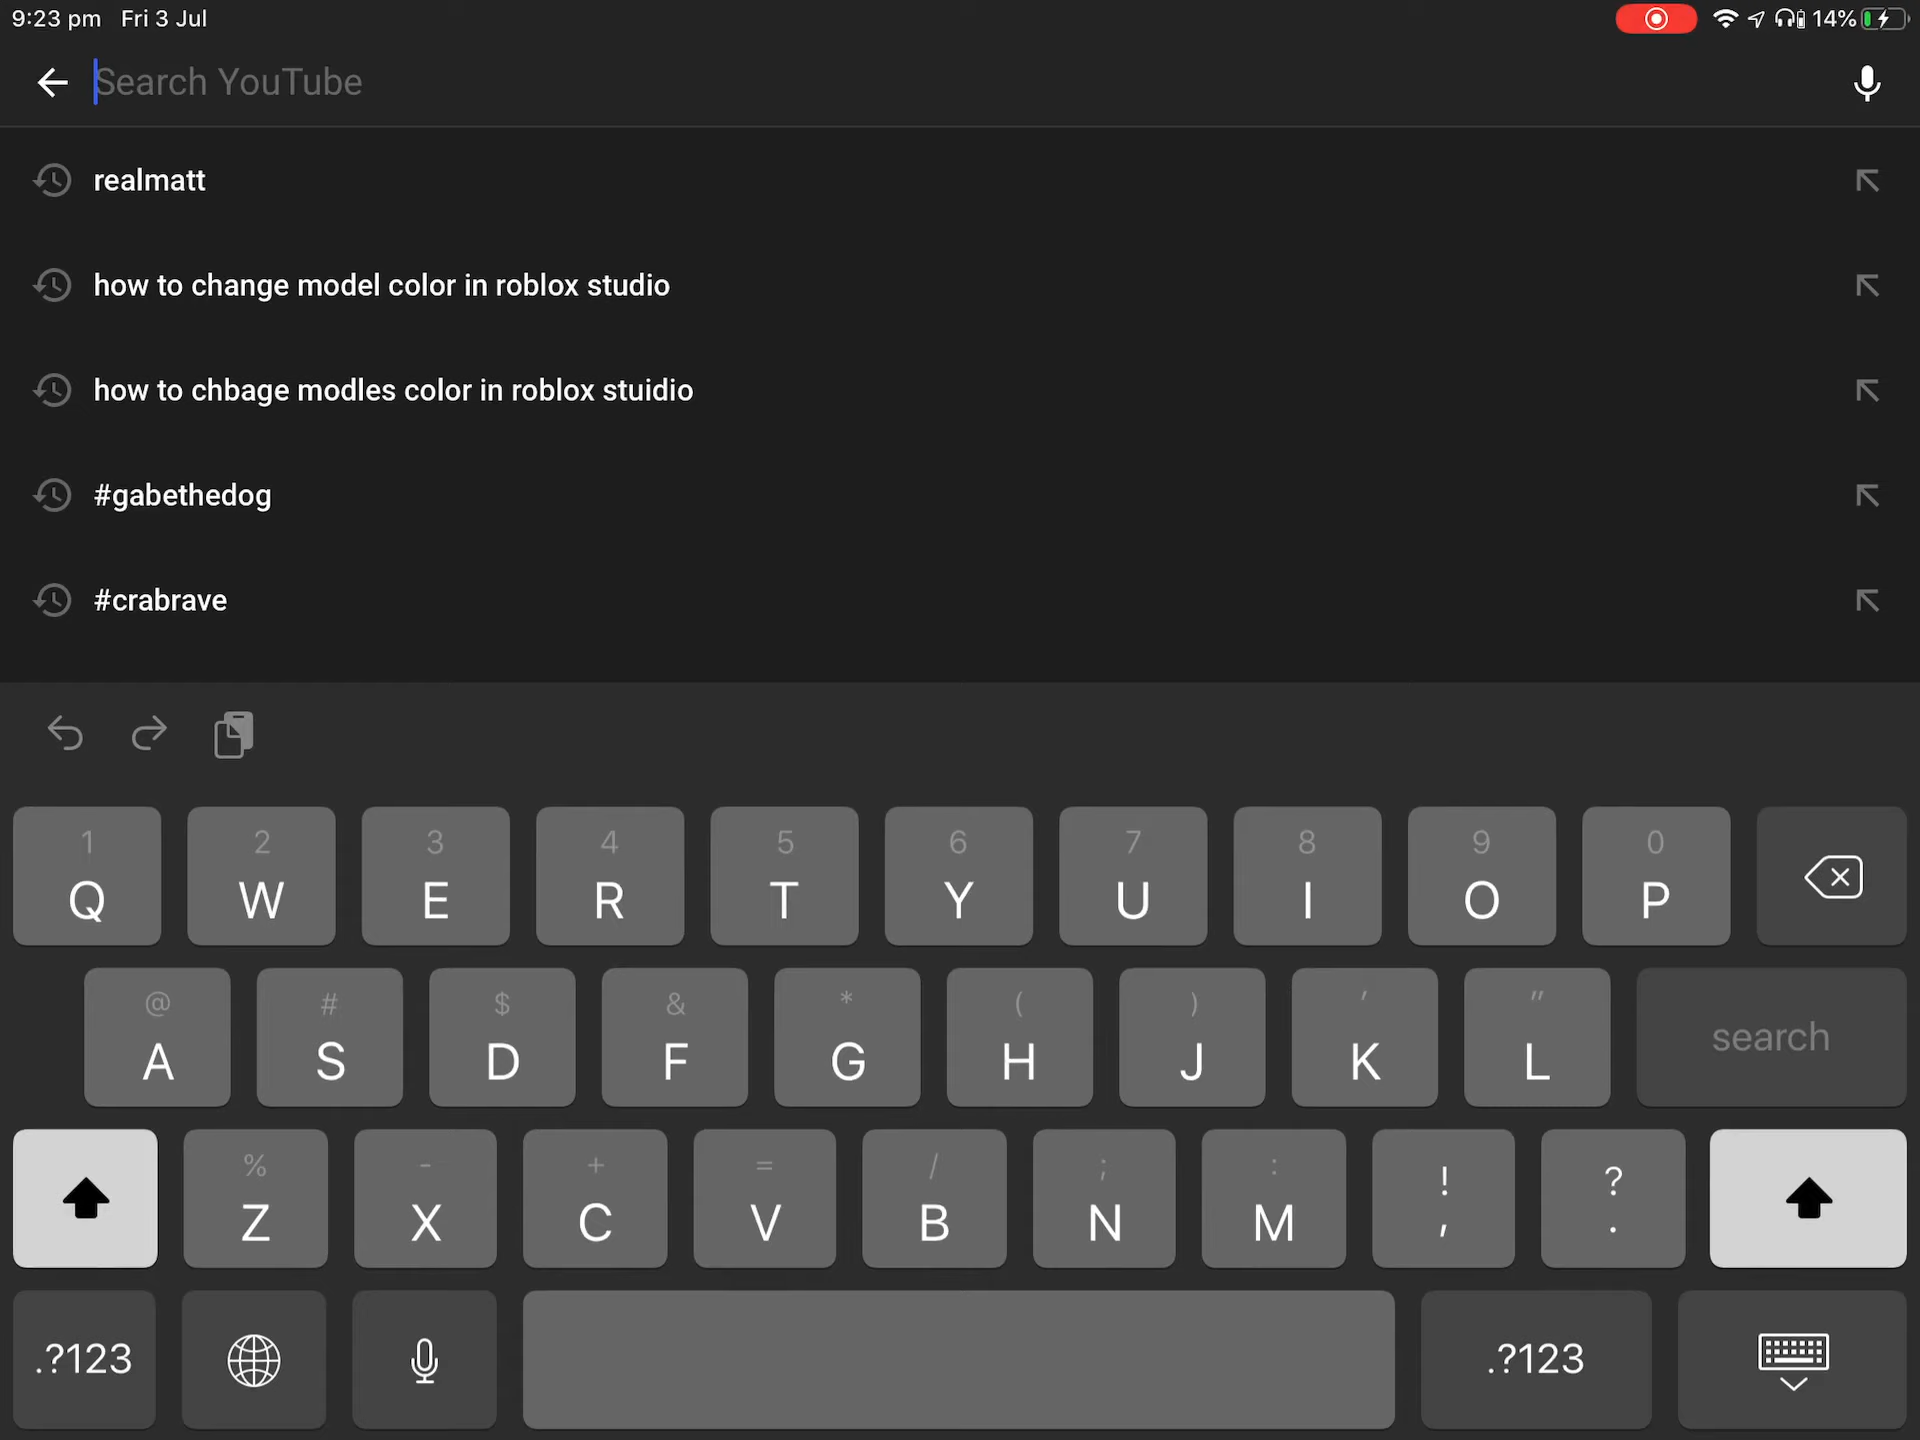 9:23 pm Fri 3 Jul 14%
Search YouTube
realmatt
how to change model color in roblox studio
how to chbage modles color in roblox stuidio
#gabethedog
#crabrave
1 2 3 4 5 6 7 8 9 0
Q W E R T Y U I O P
@ # $ & * ( ) ' "
A S D F G H J K L search
% - + = / ; : ! ?
Z X C V B N M , .
.?123 .?123